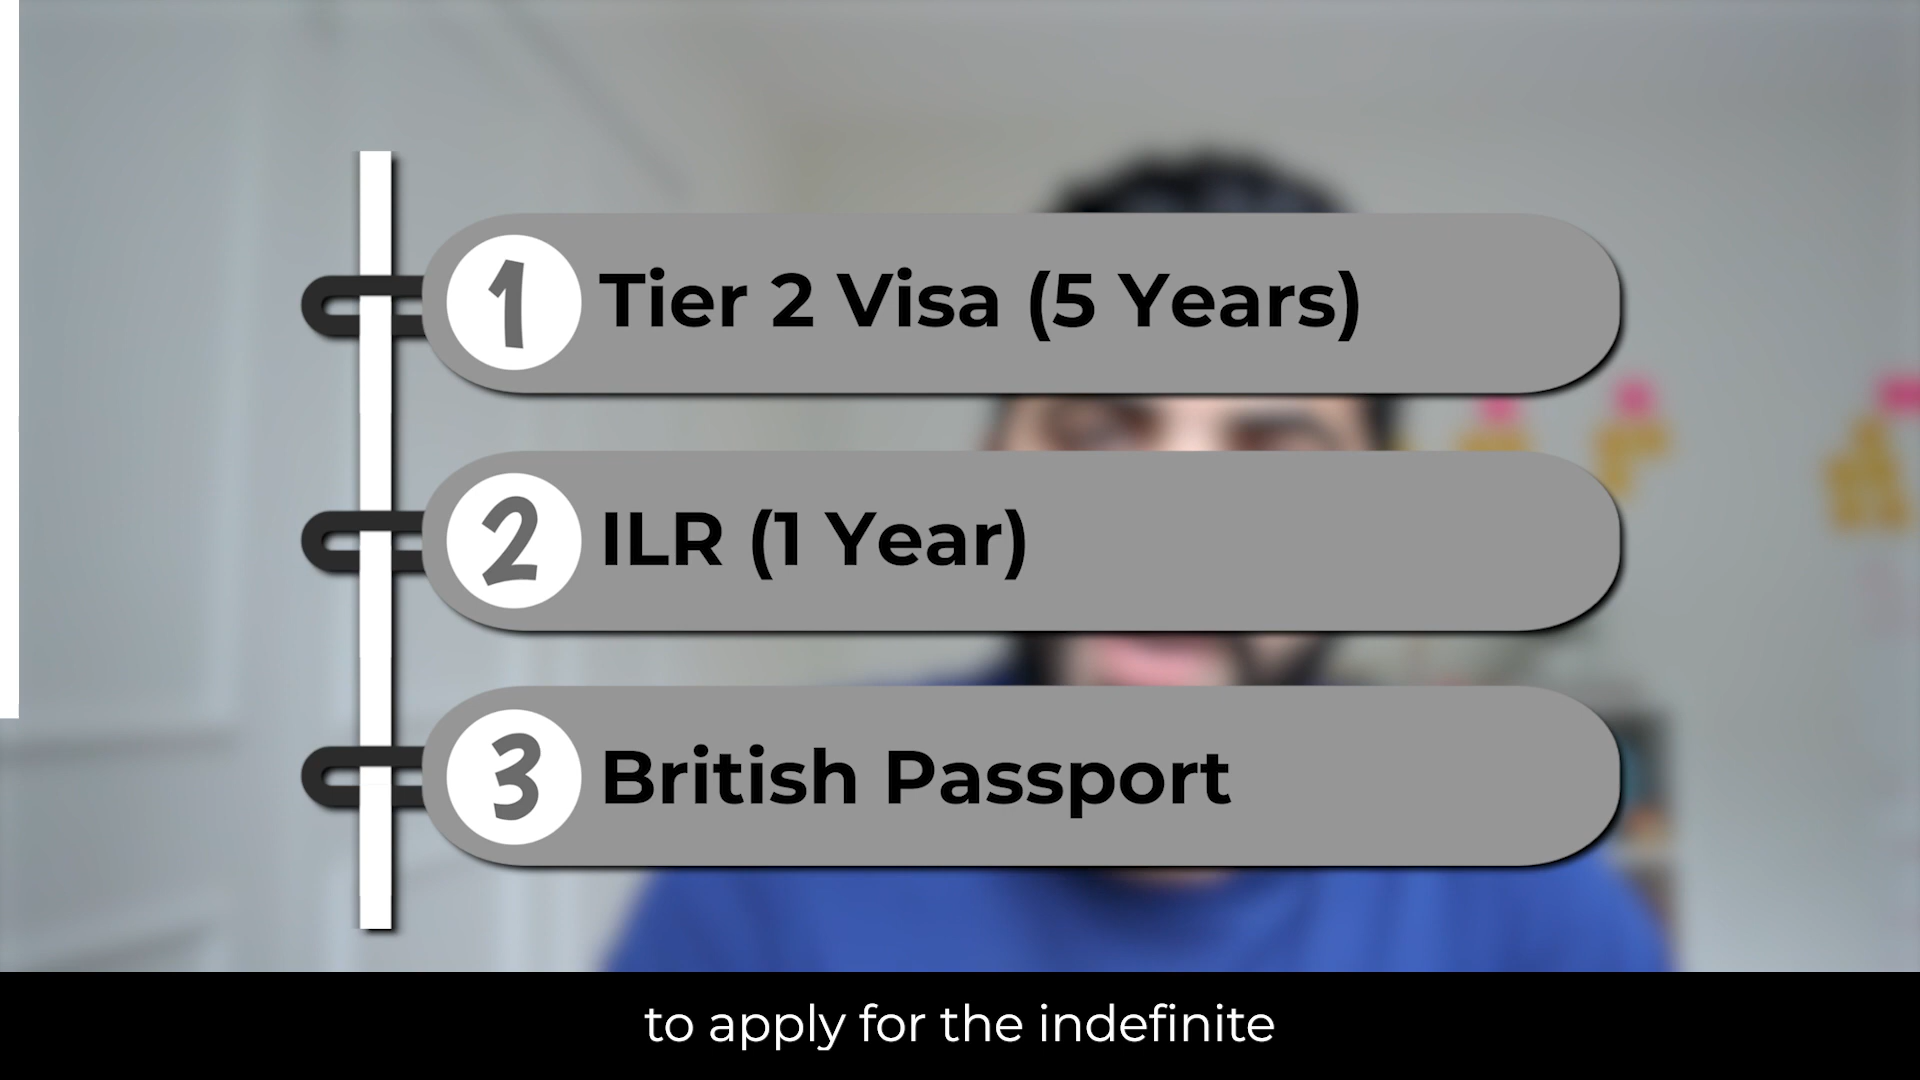 1 Tier 2 Visa (5 Years)
2 ILR (1 Year)
3 British Passport
to apply for the indefinite